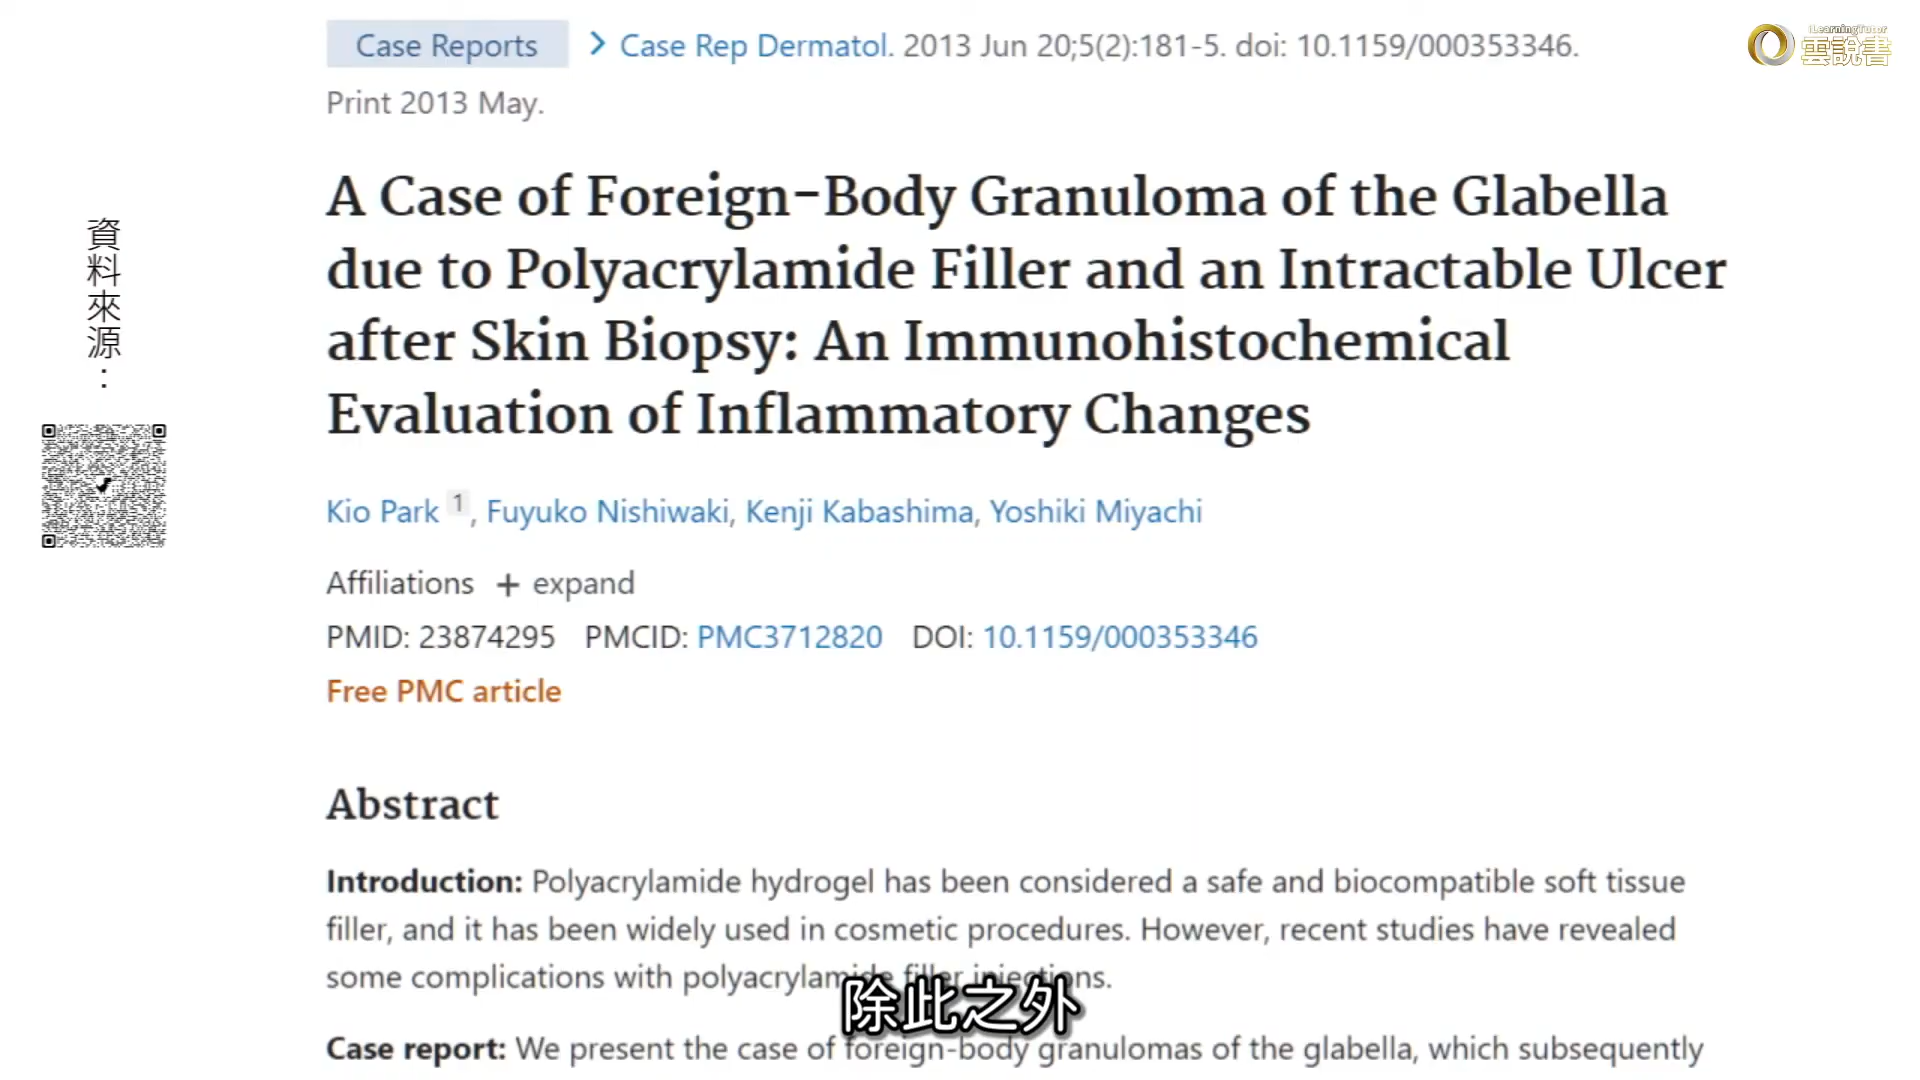 Case Reports > Case Rep Dermatol. 2013 Jun 20;5(2):181-5. doi: 10.1159/000353346.
Print 2013 May.
A Case of Foreign-Body Granuloma of the Glabella
due to Polyacrylamide Filler and an Intractable Ulcer
after Skin Biopsy: An Immunohistochemical
Evaluation of Inflammatory Changes
Kio Park 1, Fuyuko Nishiwaki, Kenji Kabashima, Yoshiki Miyachi
Affiliations + expand
PMID: 23874295 PMCID: PMC3712820 DOI: 10.1159/000353346
Free PMC article
Abstract
Introduction: Polyacrylamide hydrogel has been considered a safe and biocompatible soft tissue
filler, and it has been widely used in cosmetic procedures. However, recent studies have revealed
some complications with polyacrylamide filler injections.
Case report: We present the case of foreign-body granulomas of the glabella, which subsequently
資料來源：
iLearningTutor
雲說書
除此之外